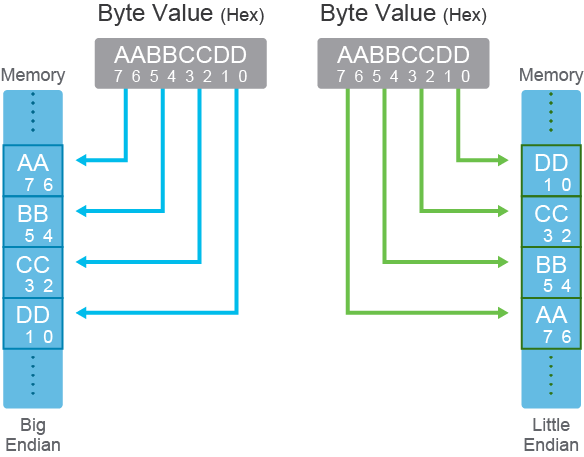 Byte Value (Hex)
AABBCCDD
7 6 5 4 3 2 1 0
Memory
AA
7 6
BB
5 4
CC
3 2
DD
1 0
Big
Endian
Byte Value (Hex)
AABBCCDD
7 6 5 4 3 2 1 0
Memory
DD
1 0
CC
3 2
BB
5 4
AA
7 6
Little
Endian